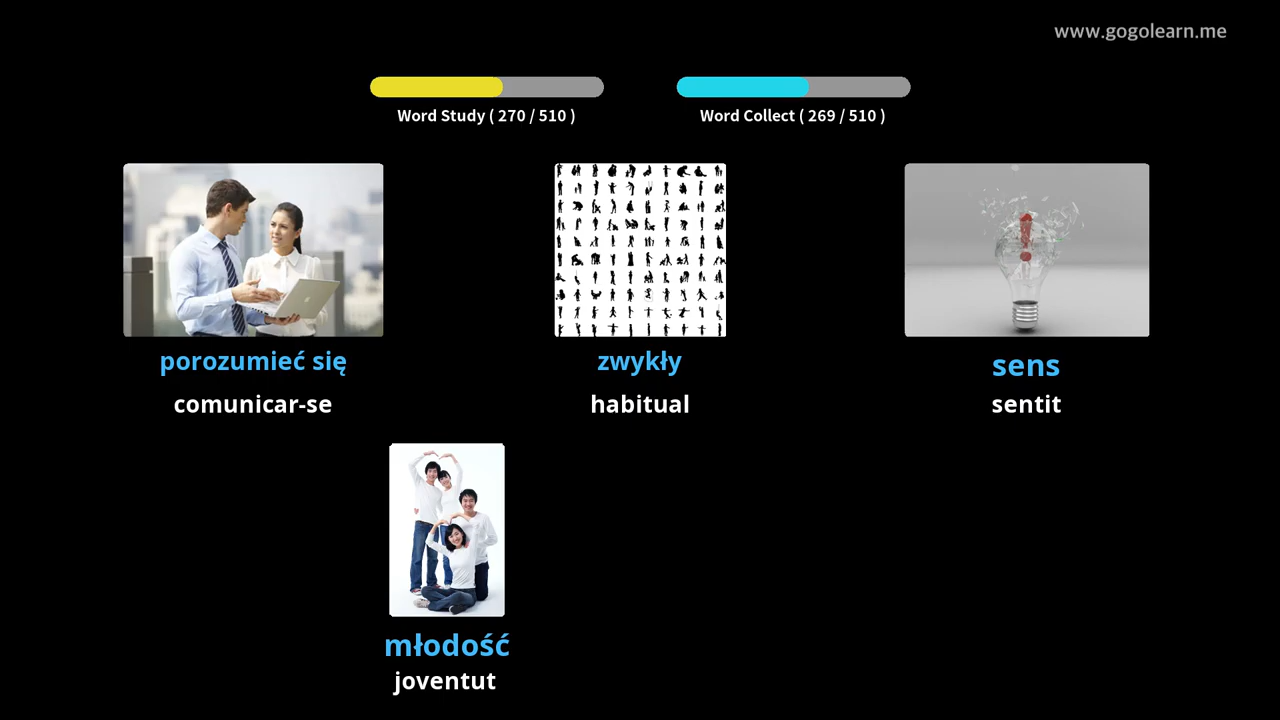 www.gogolearn.me
Word Study ( 270 / 510 )
Word Collect ( 269 / 510 )
porozumieć się
comunicar-se
zwykły
habitual
sens
sentit
młodość
joventut